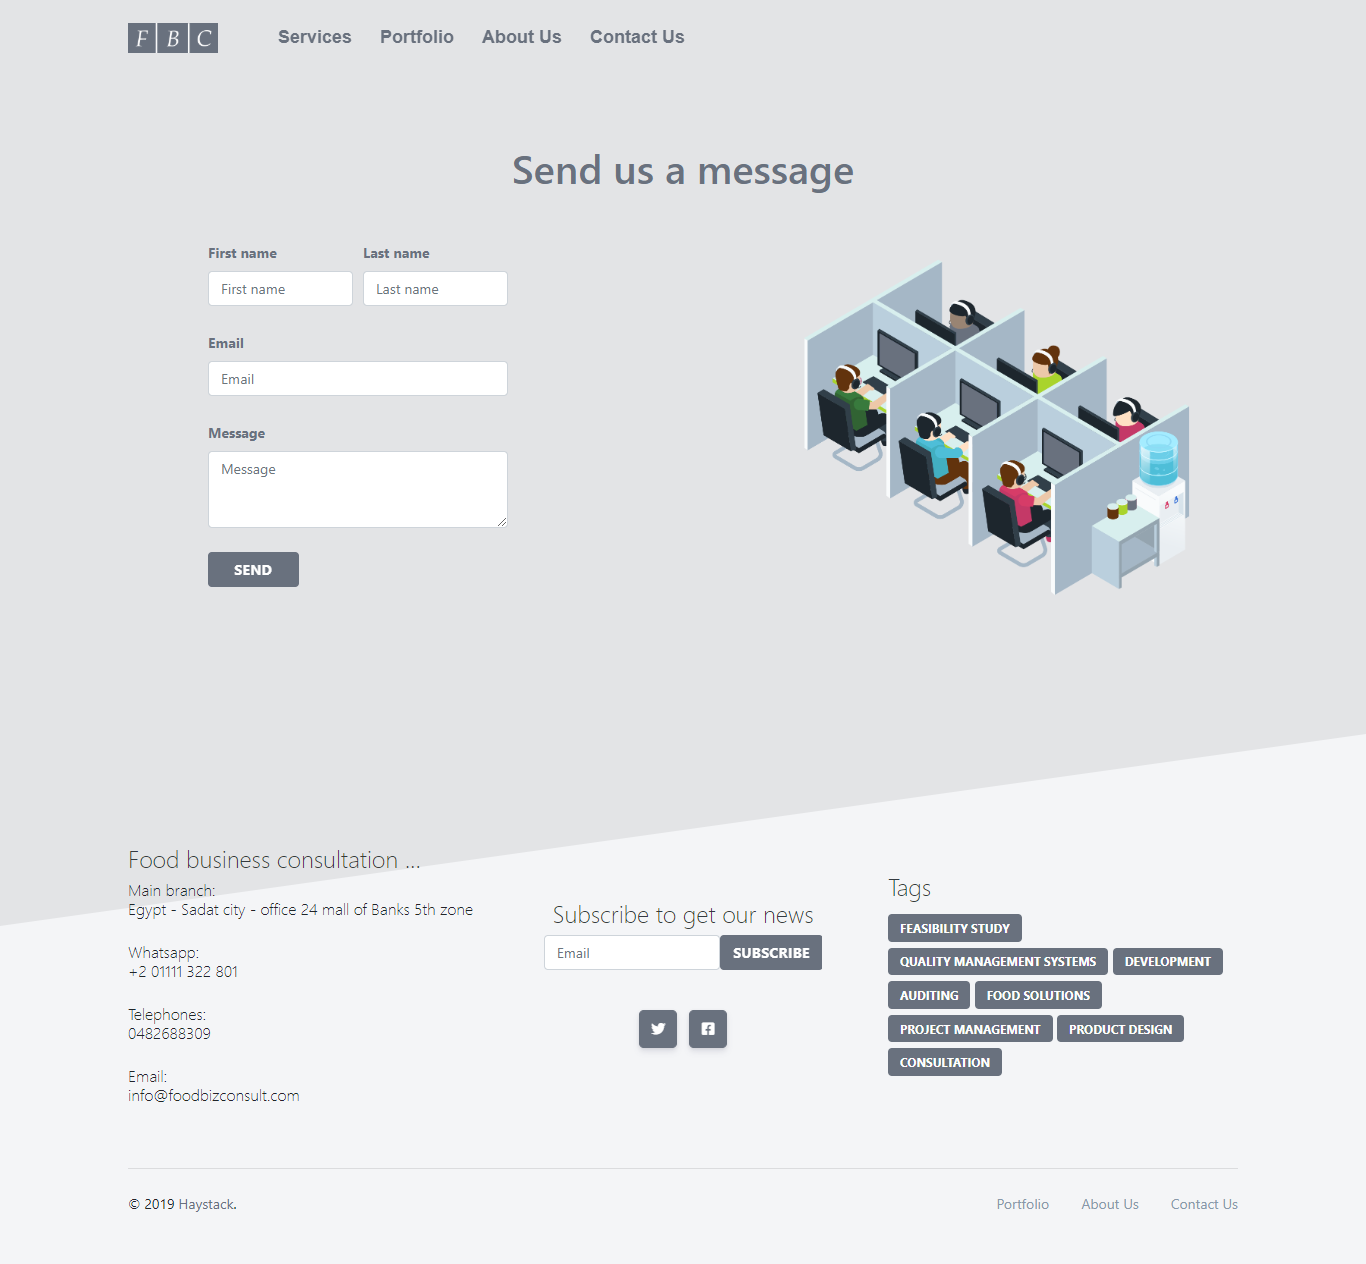 F B C
Services Portfolio About Us Contact Us
Send us a message
First name Last name
First name Last name
Email
Email
Message
Message
SEND
Food business consultation ...
Main branch:
Egypt - Sadat city - office 24 mall of Banks 5th zone
Whatsapp:
+2 01111 322 801
Telephones:
0482688309
Email:
info@foodbizconsult.com
Subscribe to get our news
Email SUBSCRIBE
Tags
FEASIBILITY STUDY
QUALITY MANAGEMENT SYSTEMS DEVELOPMENT
AUDITING FOOD SOLUTIONS
PROJECT MANAGEMENT PRODUCT DESIGN
CONSULTATION
© 2019 Haystack. Portfolio About Us Contact Us